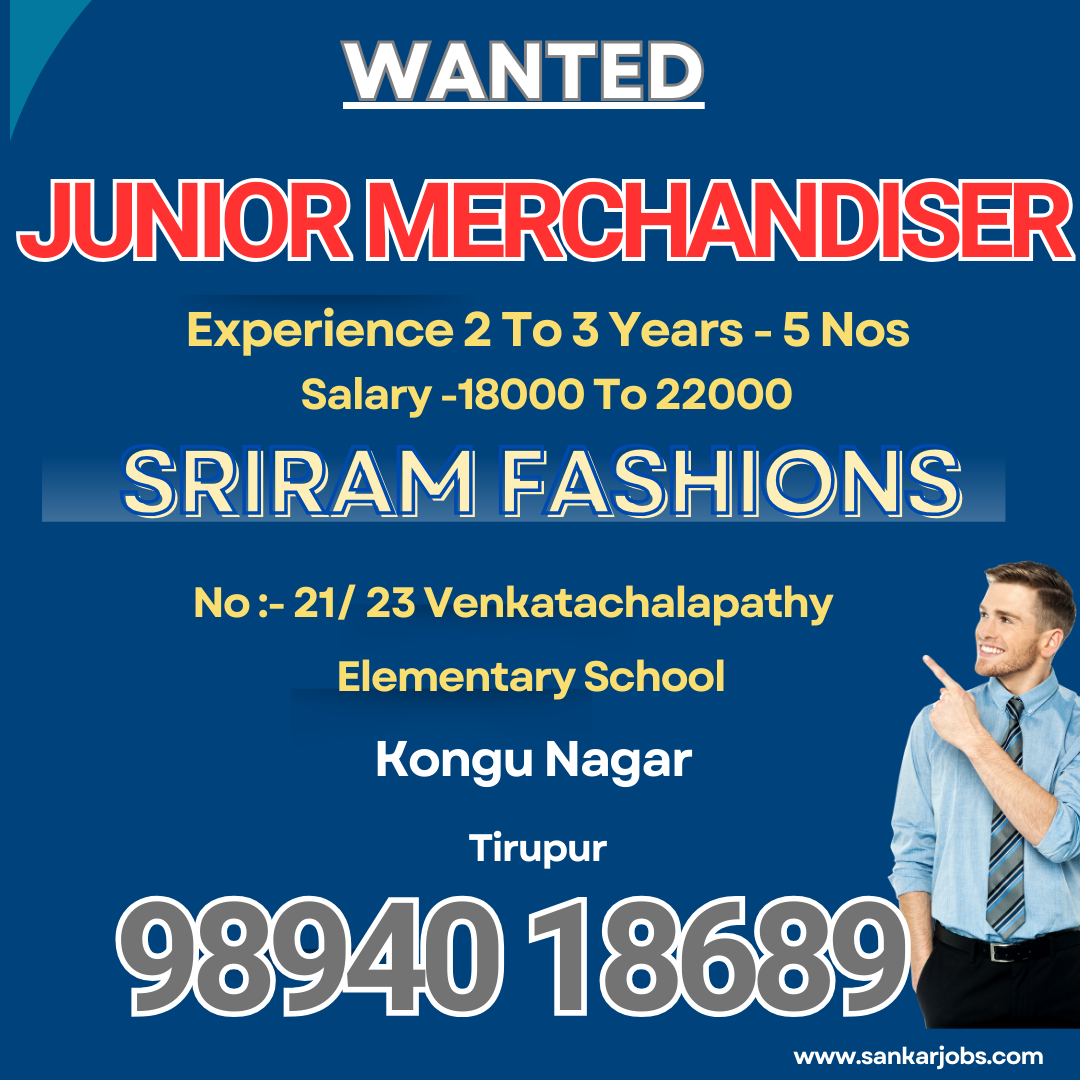 WANTED
JUNIOR MERCHANDISER
Experience 2 To 3 Years - 5 Nos
Salary -18000 To 22000
SRIRAM FASHIONS
No :- 21/ 23 Venkatachalapathy
Elementary School
Kongu Nagar
Tirupur
98940 18689
www.sankarjobs.com